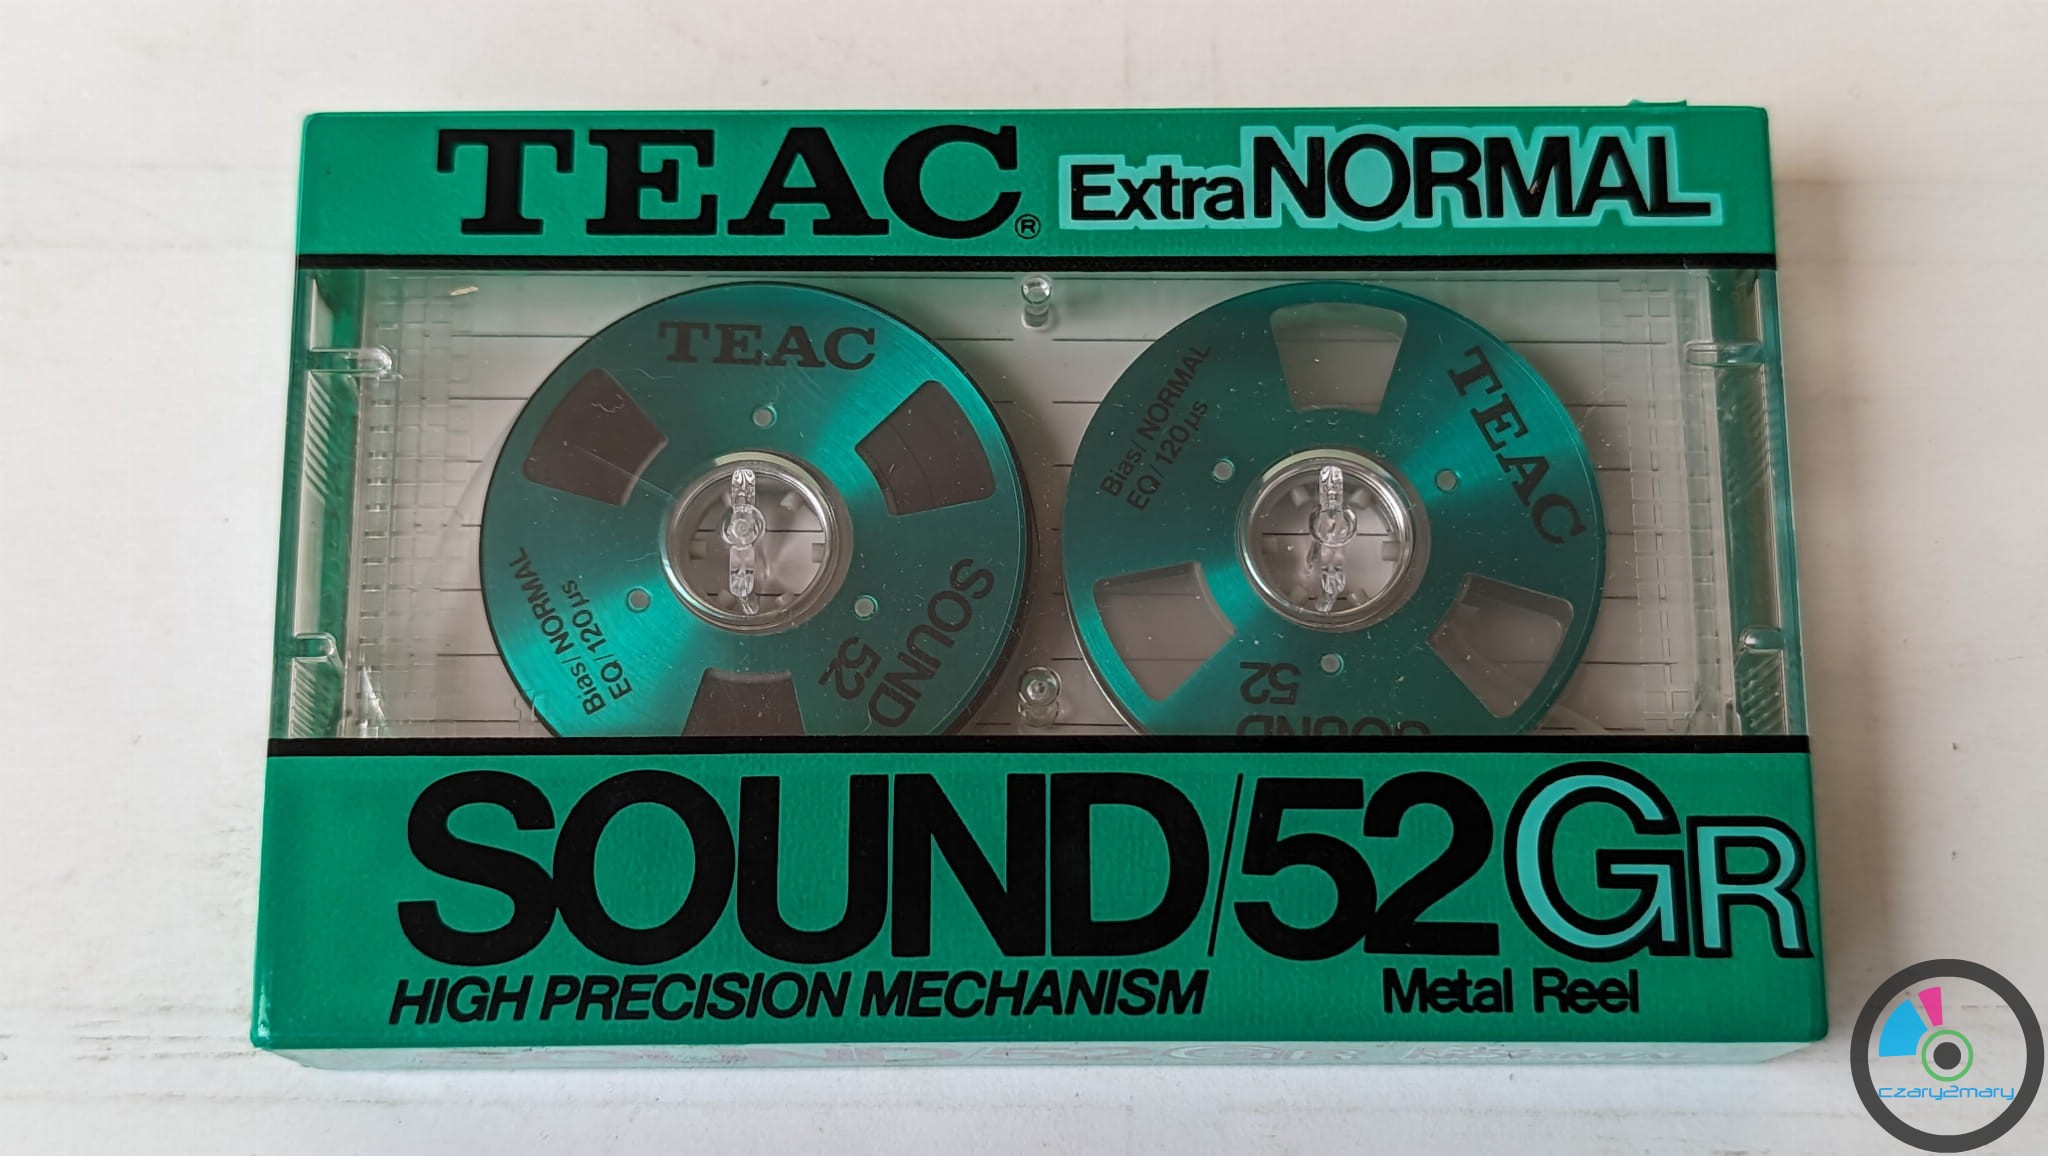 TEAC® ExtraNORMAL
TEAC
Bias/NORMAL
EQ/120µs
SOUND
52
TEAC
Bias/NORMAL
EQ/120µs
52
SOUND
SOUND/52GR
HIGH PRECISION MECHANISM Metal Reel
czary2mary